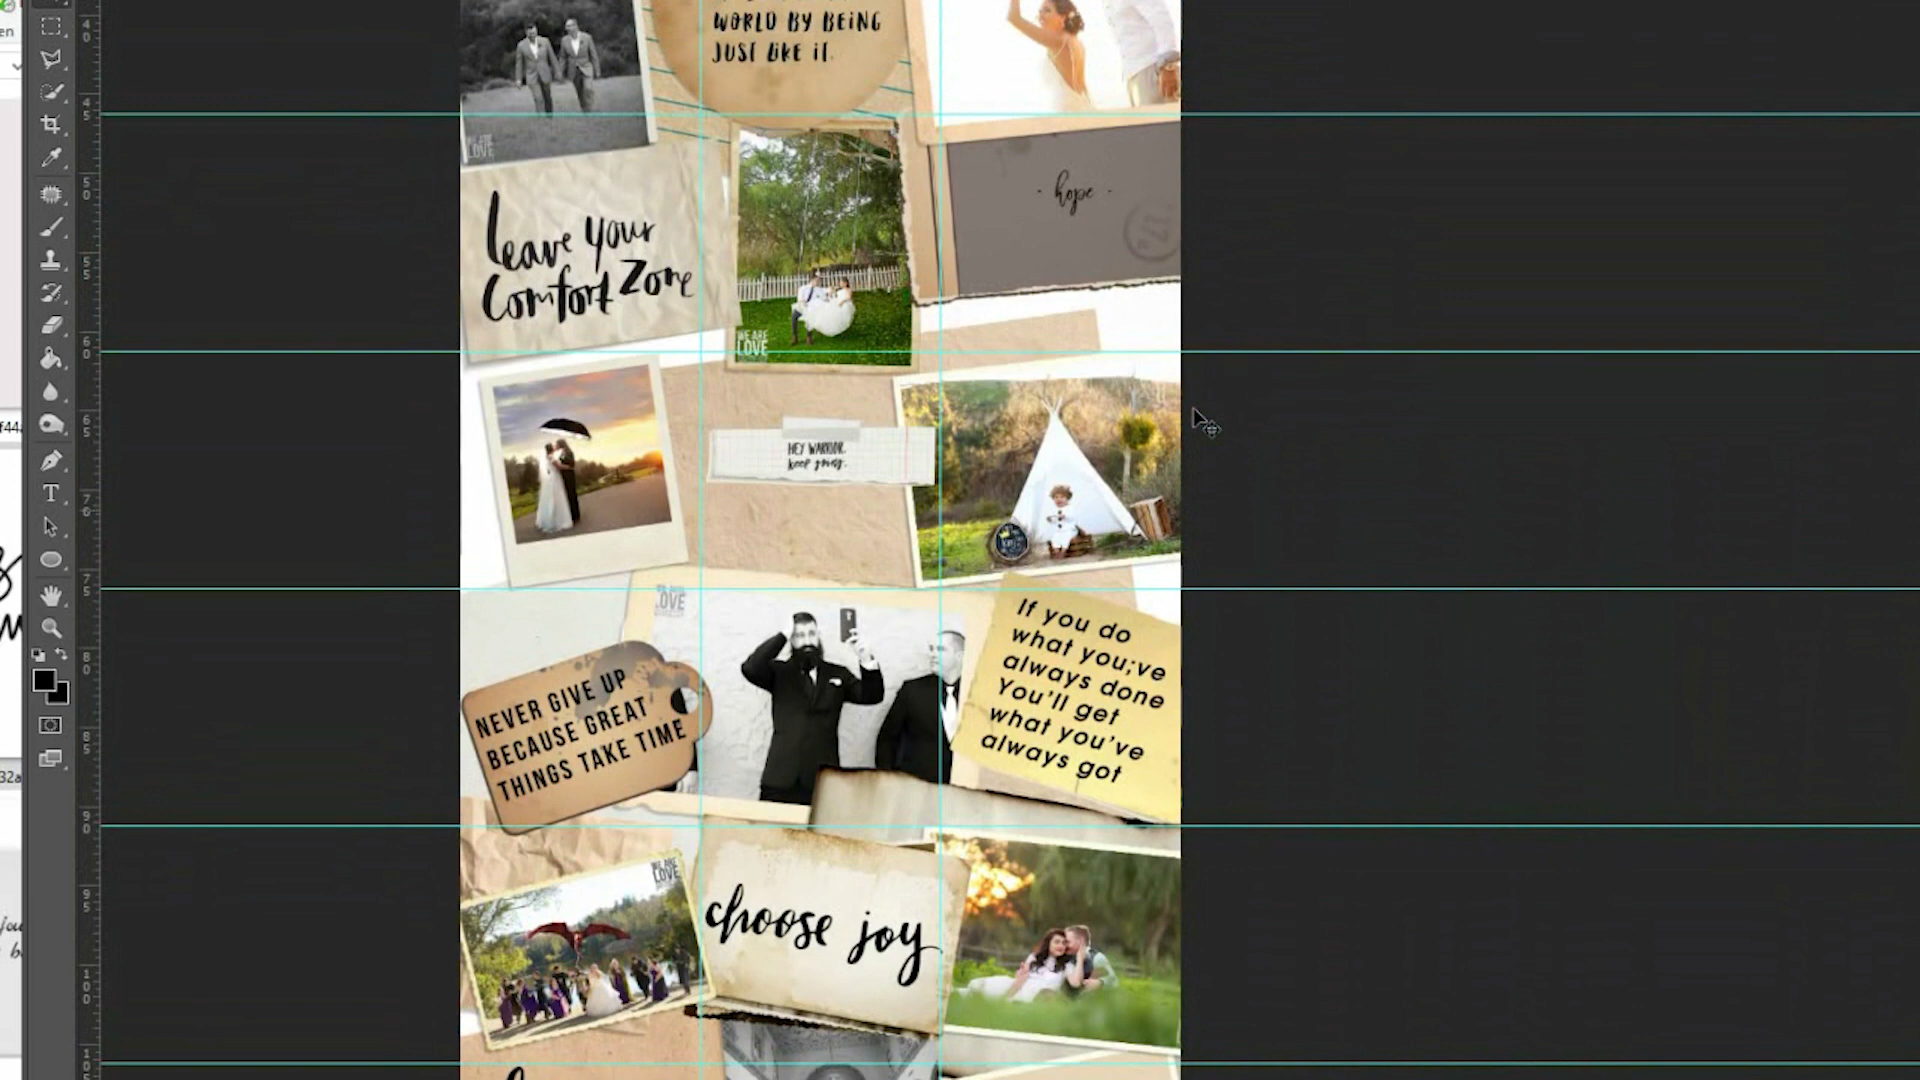 WORLD BY BEING
JUST LIKE IT.
WE ARE
LOVE
- hope -
Leave your
Comfort Zone
WE ARE
LOVE
HEY WARRIOR.
keep going.
If you do
what you;ve
always done
You'll get
what you've
always got
NEVER GIVE UP
BECAUSE GREAT
THINGS TAKE TIME
WE ARE
LOVE
choose joy